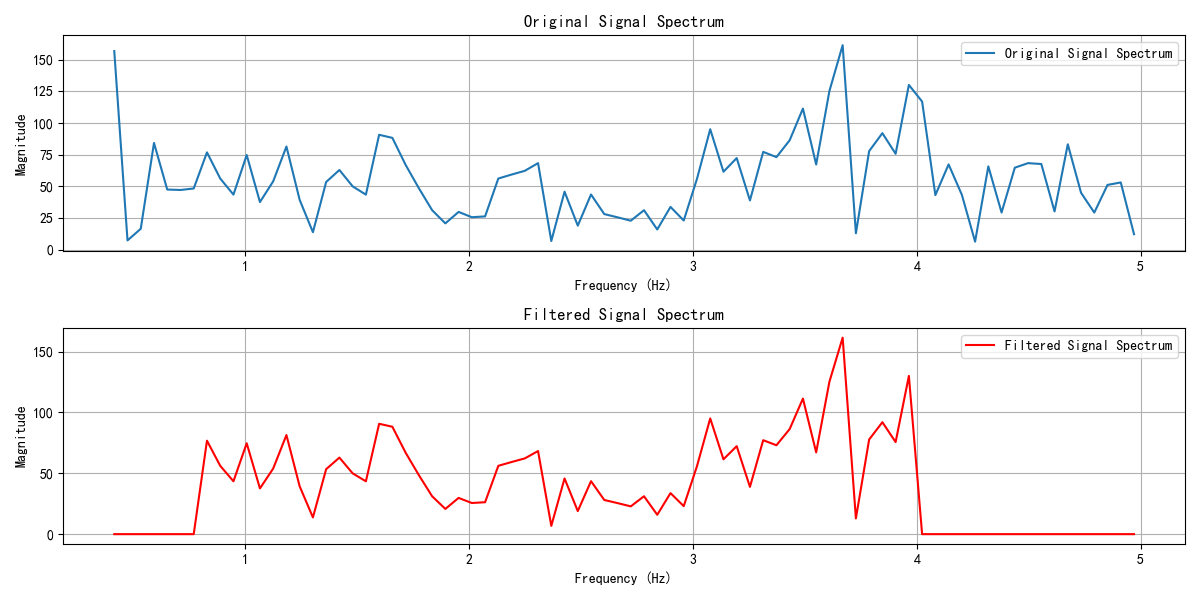 Original Signal Spectrum
Original Signal Spectrum
Magnitude
150
125
100
75
50
25
0
1 2 3 4 5
Frequency (Hz)
Filtered Signal Spectrum
Filtered Signal Spectrum
Magnitude
150
100
50
0
1 2 3 4 5
Frequency (Hz)